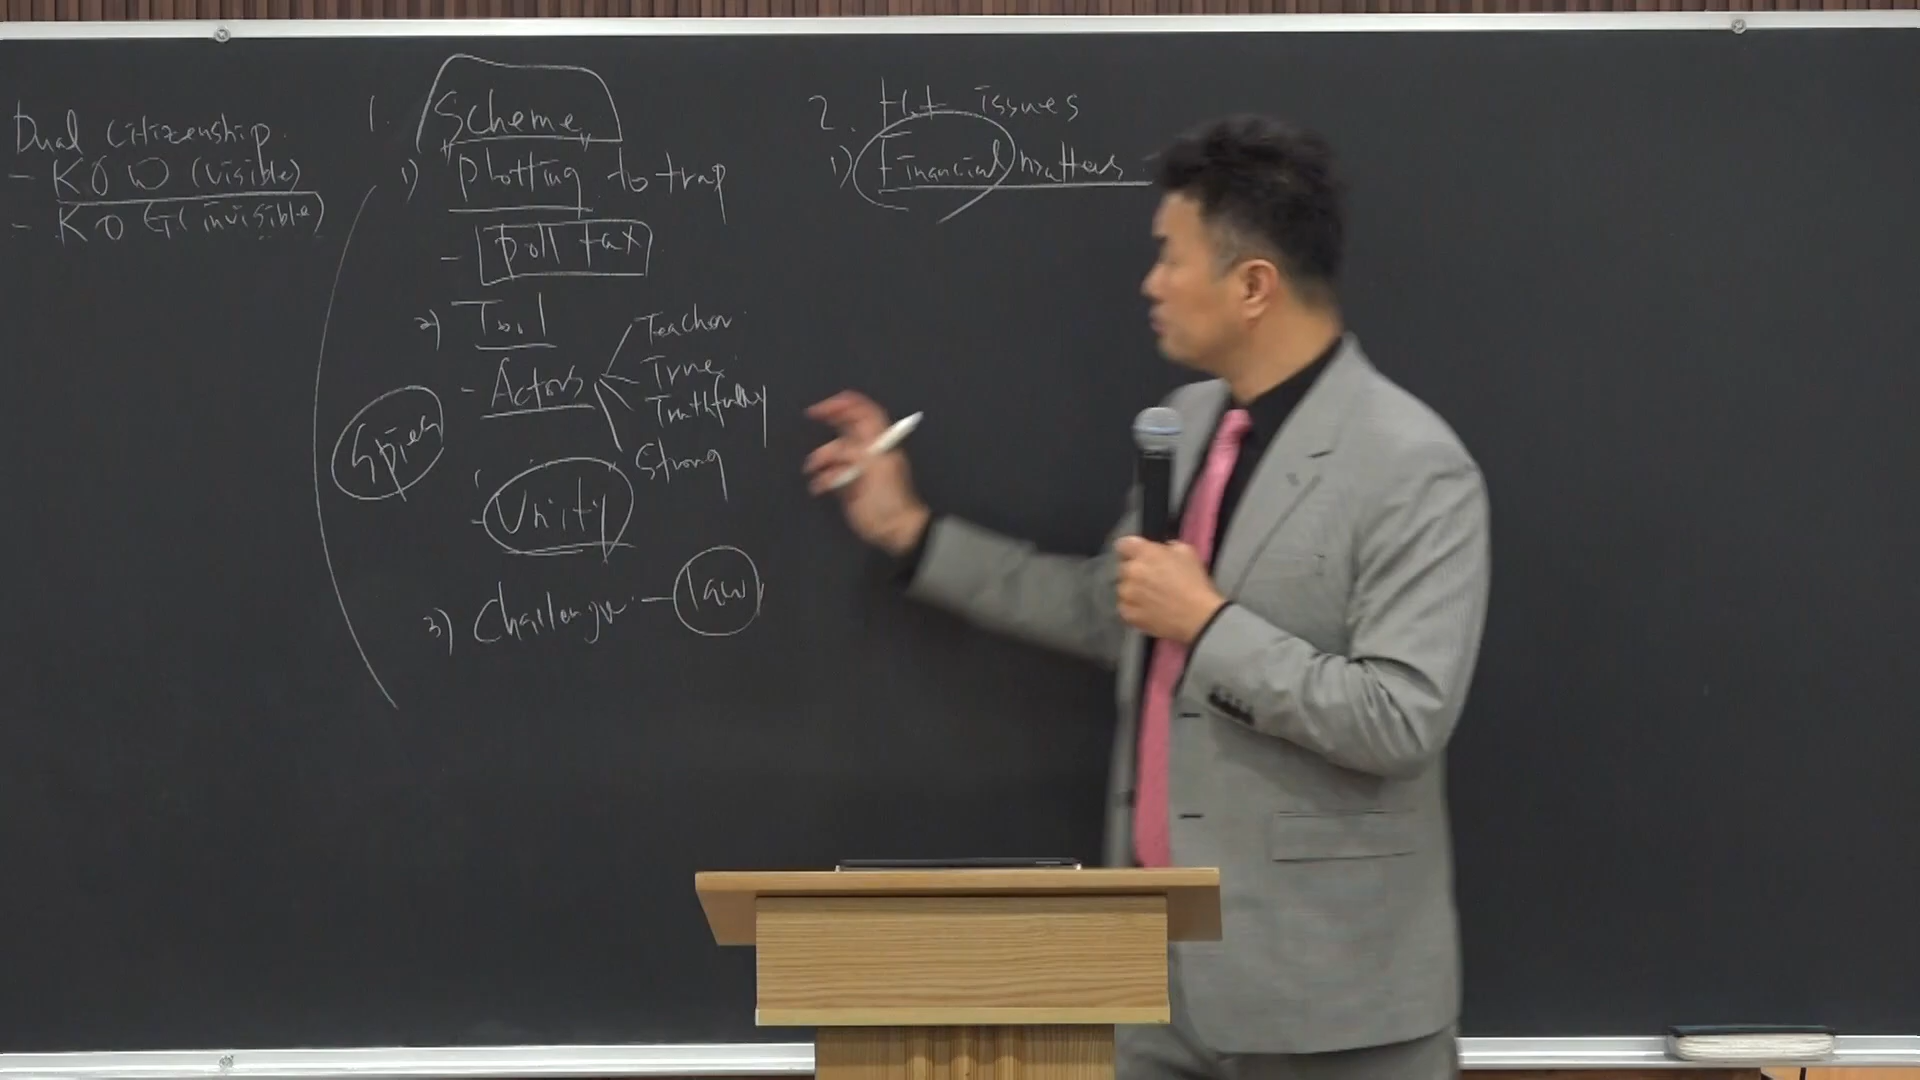 Dual Citizenship.
- KOW (visible)
- KOG (invisible)
1. Scheme
1) Plotting to trap
- Poll tax
2) Tool
- Actors
Teacher
True
Truthfully
Strong
Spies
- Unity
3) Challenge - law
2. Hot issues
1) Financial matters